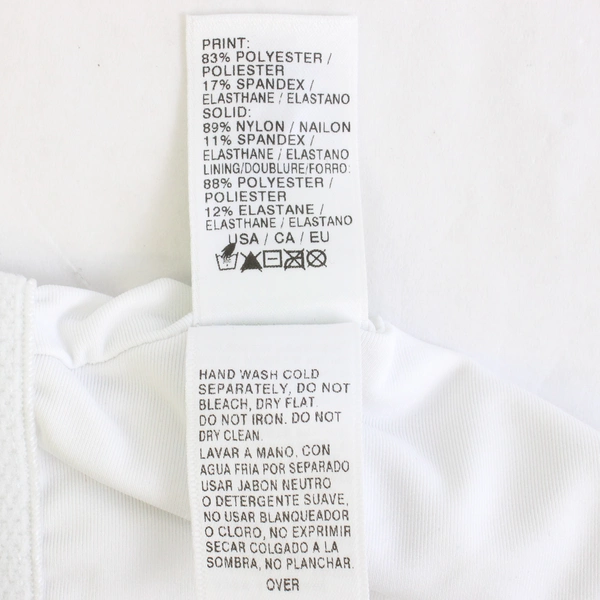 PRINT:
83% POLYESTER /
POLIESTER
17% SPANDEX /
ELASTHANE / ELASTANO
SOLID:
89% NYLON / NAILON
11% SPANDEX /
ELASTHANE / ELASTANO
LINING/DOUBLURE/FORRO:
88% POLYESTER /
POLIESTER
12% ELASTANE /
ELASTHANE / ELASTANO
USA / CA / EU
HAND WASH COLD
SEPARATELY, DO NOT
BLEACH, DRY FLAT.
DO NOT IRON. DO NOT
DRY CLEAN.
LAVAR A MANO, CON
AGUA FRIA POR SEPARADO
USAR JABON NEUTRO
O DETERGENTE SUAVE,
NO USAR BLANQUEADOR
O CLORO, NO EXPRIMIR
SECAR COLGADO A LA
SOMBRA, NO PLANCHAR.
OVER